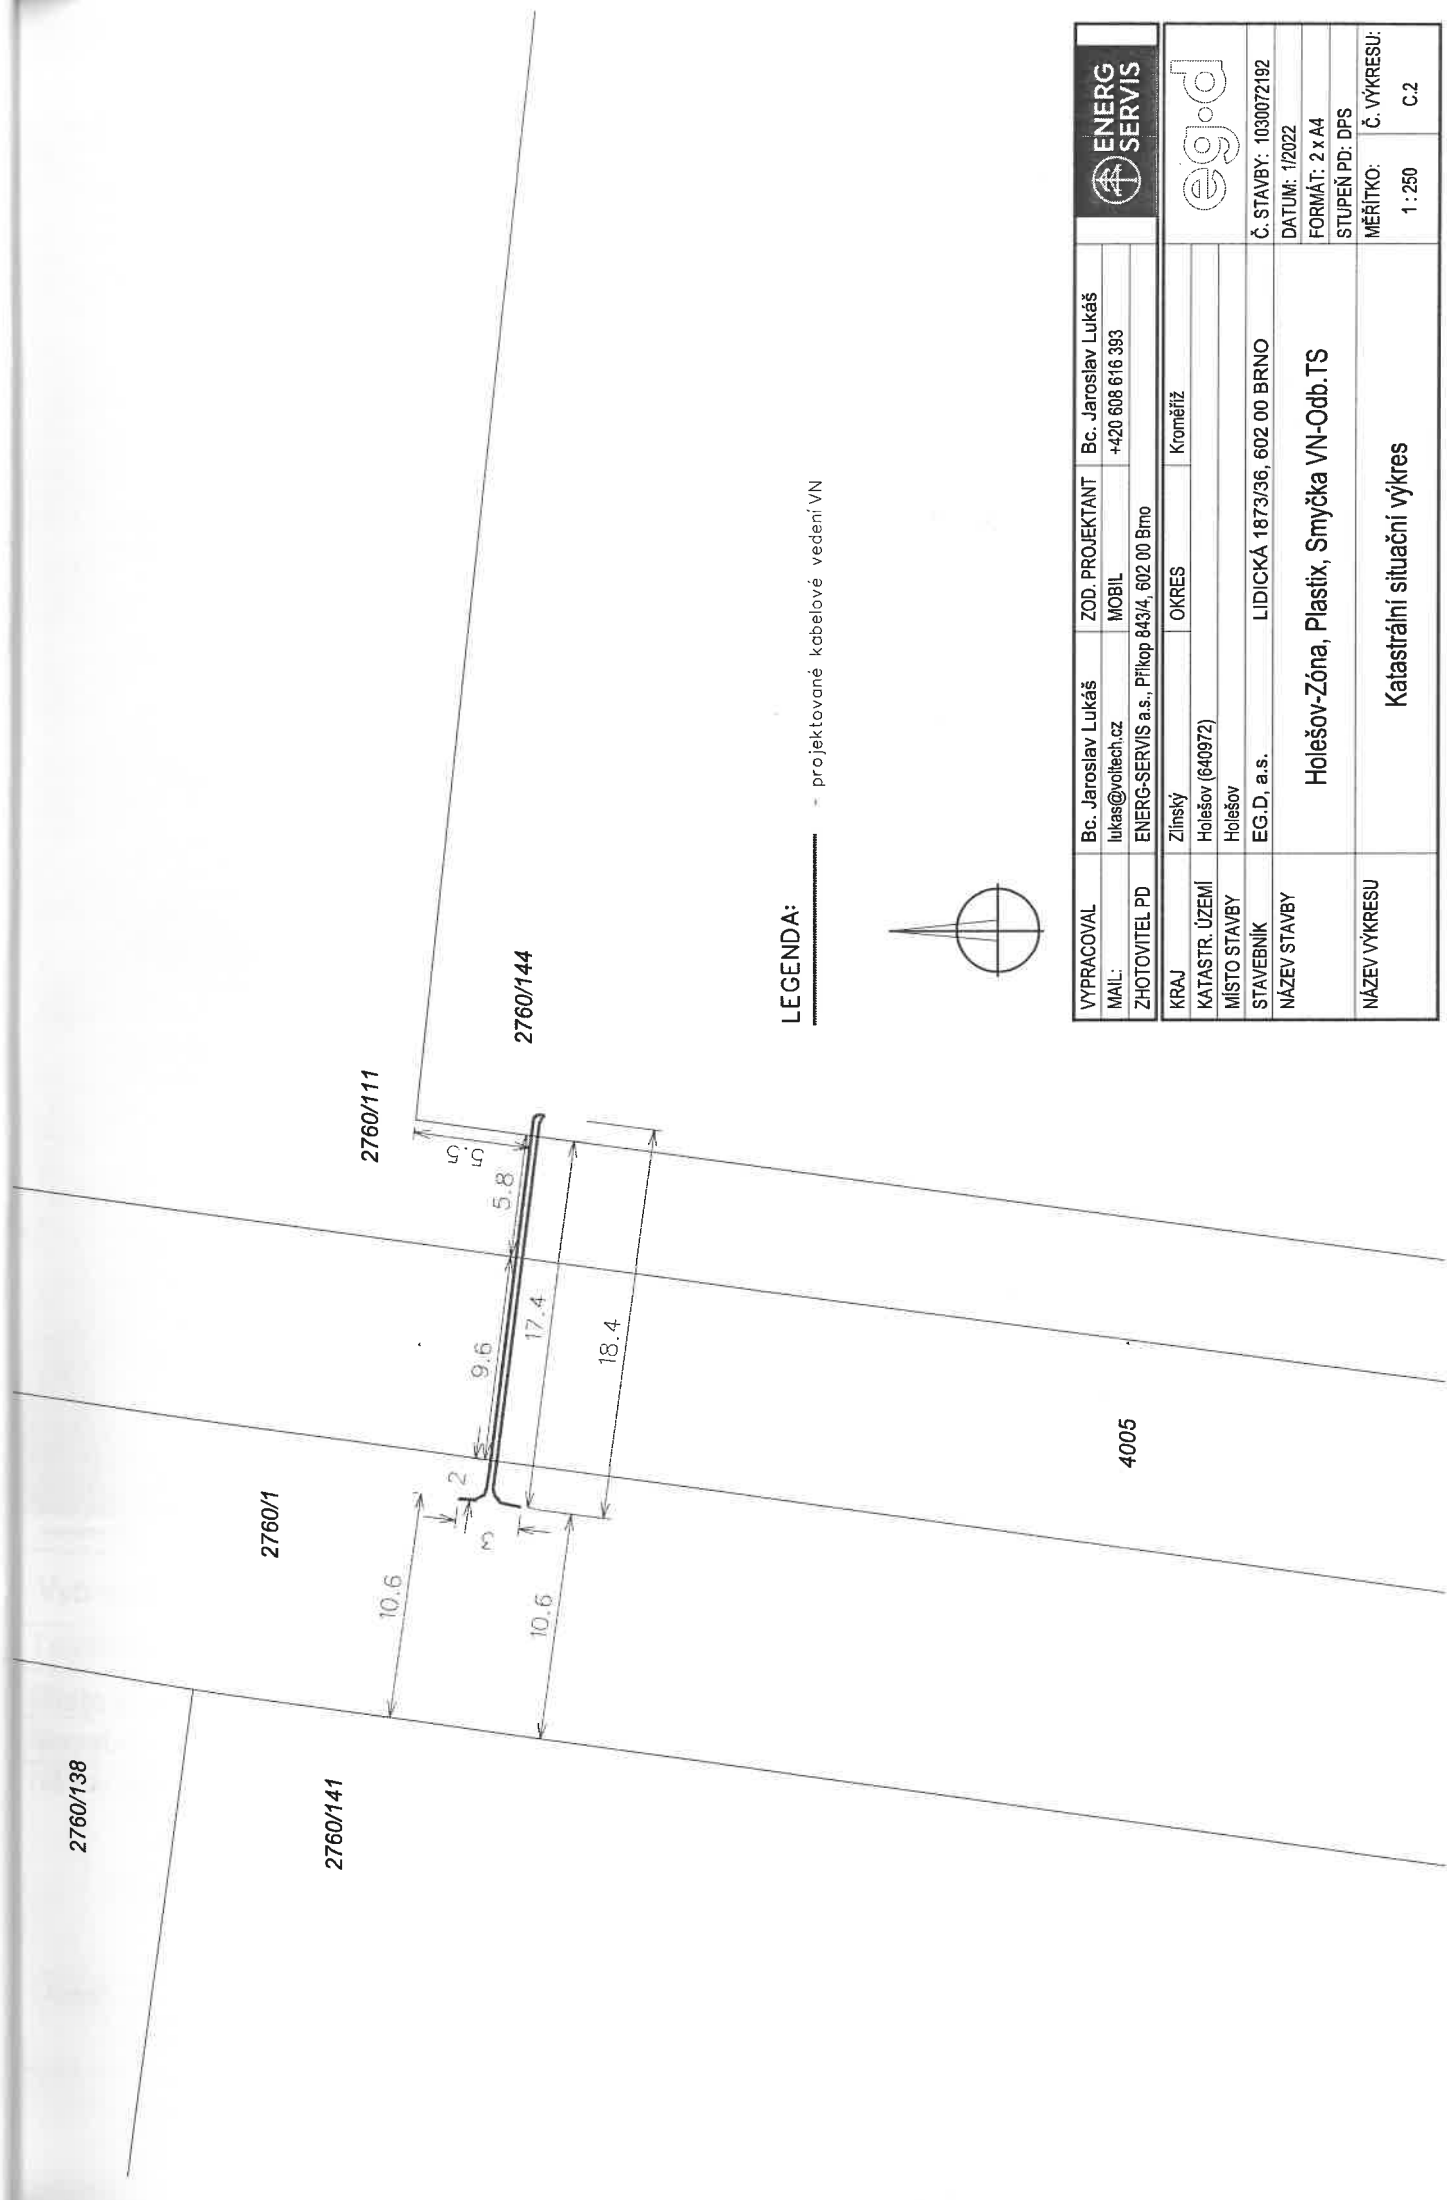 2760/138
2760/141
2760/1
2760/111
2760/144
4005
10.6
10.6
2
3
9.6
5.8
5.5
17.4
18.4
LEGENDA:
- projektované kabelové vedení VN
VYPRACOVAL Bc. Jaroslav Lukáš ZOD. PROJEKTANT Bc. Jaroslav Lukáš
MAIL: lukas@voltech.cz MOBIL +420 608 616 393
ZHOTOVITEL PD ENERG-SERVIS a.s., Příkop 843/4, 602 00 Brno
ENERG
SERVIS
KRAJ Zlínský OKRES Kroměříž
KATASTR. ÚZEMÍ Holešov (640972)
MÍSTO STAVBY Holešov
eg.d
STAVEBNÍK EG.D, a.s. LIDICKÁ 1873/36, 602 00 BRNO
Č. STAVBY: 1030072192
NÁZEV STAVBY
Holešov-Zóna, Plastix, Smyčka VN-Odb.TS
DATUM: 1/2022
FORMÁT: 2 x A4
STUPEŇ PD: DPS
NÁZEV VÝKRESU
Katastrální situační výkres
MĚŘÍTKO: Č. VÝKRESU:
1 : 250 C.2